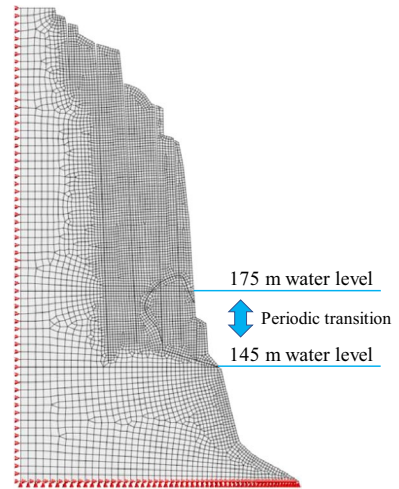 175 m water level
Periodic transition
145 m water level